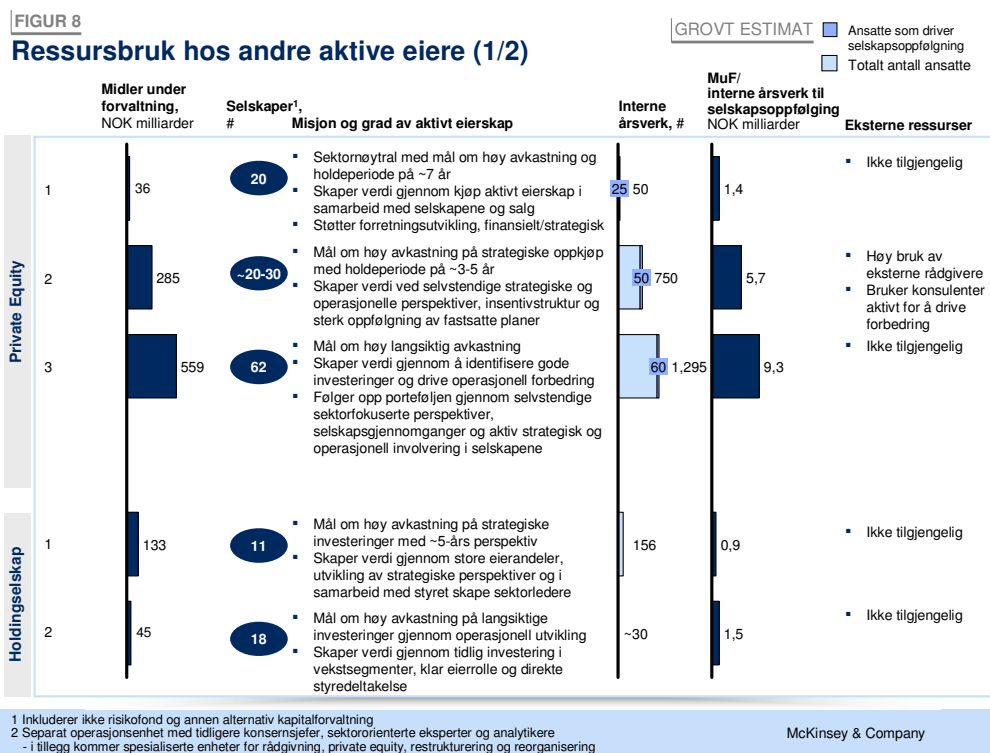 FIGUR 8
Ressursbruk hos andre aktive eiere (1/2)
GROVT ESTIMAT
Ansatte som driver
selskapsoppfølgning
Totalt antall ansatte
Midler under
forvaltning,
NOK milliarder
Selskaper¹,
#
Misjon og grad av aktivt eierskap
Interne
årsverk, #
MuF/
interne årsverk til
selskapsoppfølging
NOK milliarder
Eksterne ressurser
Private Equity
1
36
20
▪ Sektornøytral med mål om høy avkastning og
holdeperiode på ~7 år
▪ Skaper verdi gjennom kjøp aktivt eierskap i
samarbeid med selskapene og salg
▪ Støtter forretningsutvikling, finansielt/strategisk
25 50
1,4
▪ Ikke tilgjengelig
2
285
~20-30
▪ Mål om høy avkastning på strategiske oppkjøp
med holdeperiode på ~3-5 år
▪ Skaper verdi ved selvstendige strategiske og
operasjonelle perspektiver, insentivstruktur og
sterk oppfølgning av fastsatte planer
50 750
5,7
▪ Høy bruk av
eksterne rådgivere
▪ Bruker konsulenter
aktivt for å drive
forbedring
3
559
62
▪ Mål om høy langsiktig avkastning
▪ Skaper verdi gjennom å identifisere gode
investeringer og drive operasjonell forbedring
▪ Følger opp porteføljen gjennom selvstendige
sektorfokuserte perspektiver,
selskapsgjennomganger og aktiv strategisk og
operasjonell involvering i selskapene
60 1,295
9,3
▪ Ikke tilgjengelig
Holdingselskap
1
133
11
▪ Mål om høy avkastning på strategiske
investeringer med ~5-års perspektiv
▪ Skaper verdi gjennom store eierandeler,
utvikling av strategiske perspektiver og i
samarbeid med styret skape sektorledere
156
0,9
▪ Ikke tilgjengelig
2
45
18
▪ Mål om høy avkastning på langsiktige
investeringer gjennom operasjonell utvikling
▪ Skaper verdi gjennom tidlig investering i
vekstsegmenter, klar eierrolle og direkte
styredeltakelse
~30
1,5
▪ Ikke tilgjengelig
1 Inkluderer ikke risikofond og annen alternativ kapitalforvaltning
2 Separat operasjonsenhet med tidligere konsernsjefer, sektororienterte eksperter og analytikere
- i tillegg kommer spesialiserte enheter for rådgivning, private equity, restrukturering og reorganisering
McKinsey & Company